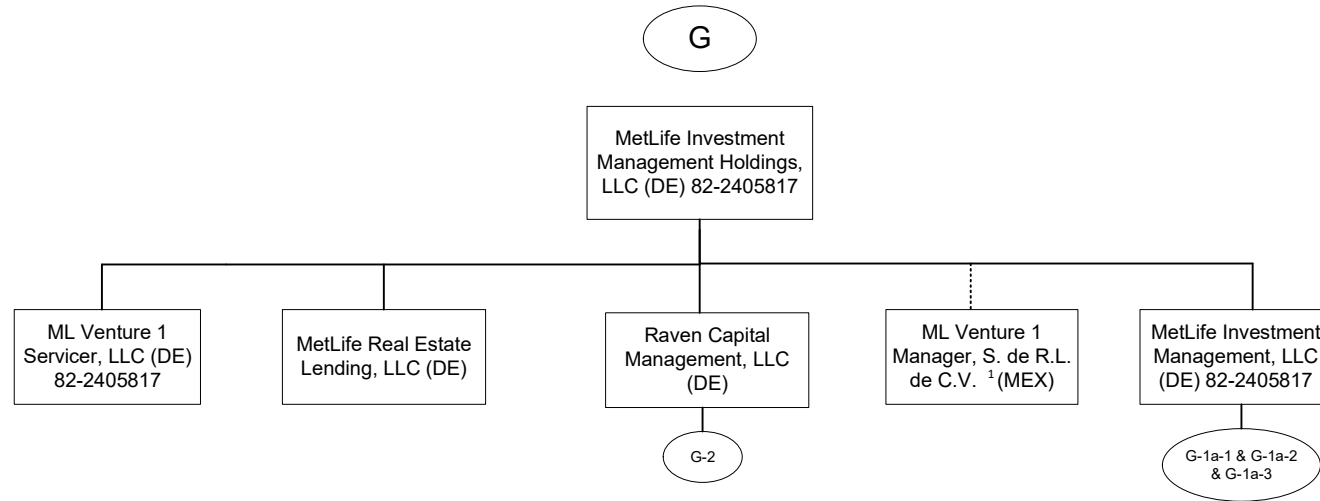 G
MetLife Investment
Management Holdings,
LLC (DE) 82-2405817
ML Venture 1
Servicer, LLC (DE)
82-2405817
MetLife Real Estate
Lending, LLC (DE)
Raven Capital
Management, LLC
(DE)
ML Venture 1
Manager, S. de R.L.
de C.V. ¹ (MEX)
MetLife Investment
Management, LLC
(DE) 82-2405817
G-2
G-1a-1 & G-1a-2
& G-1a-3